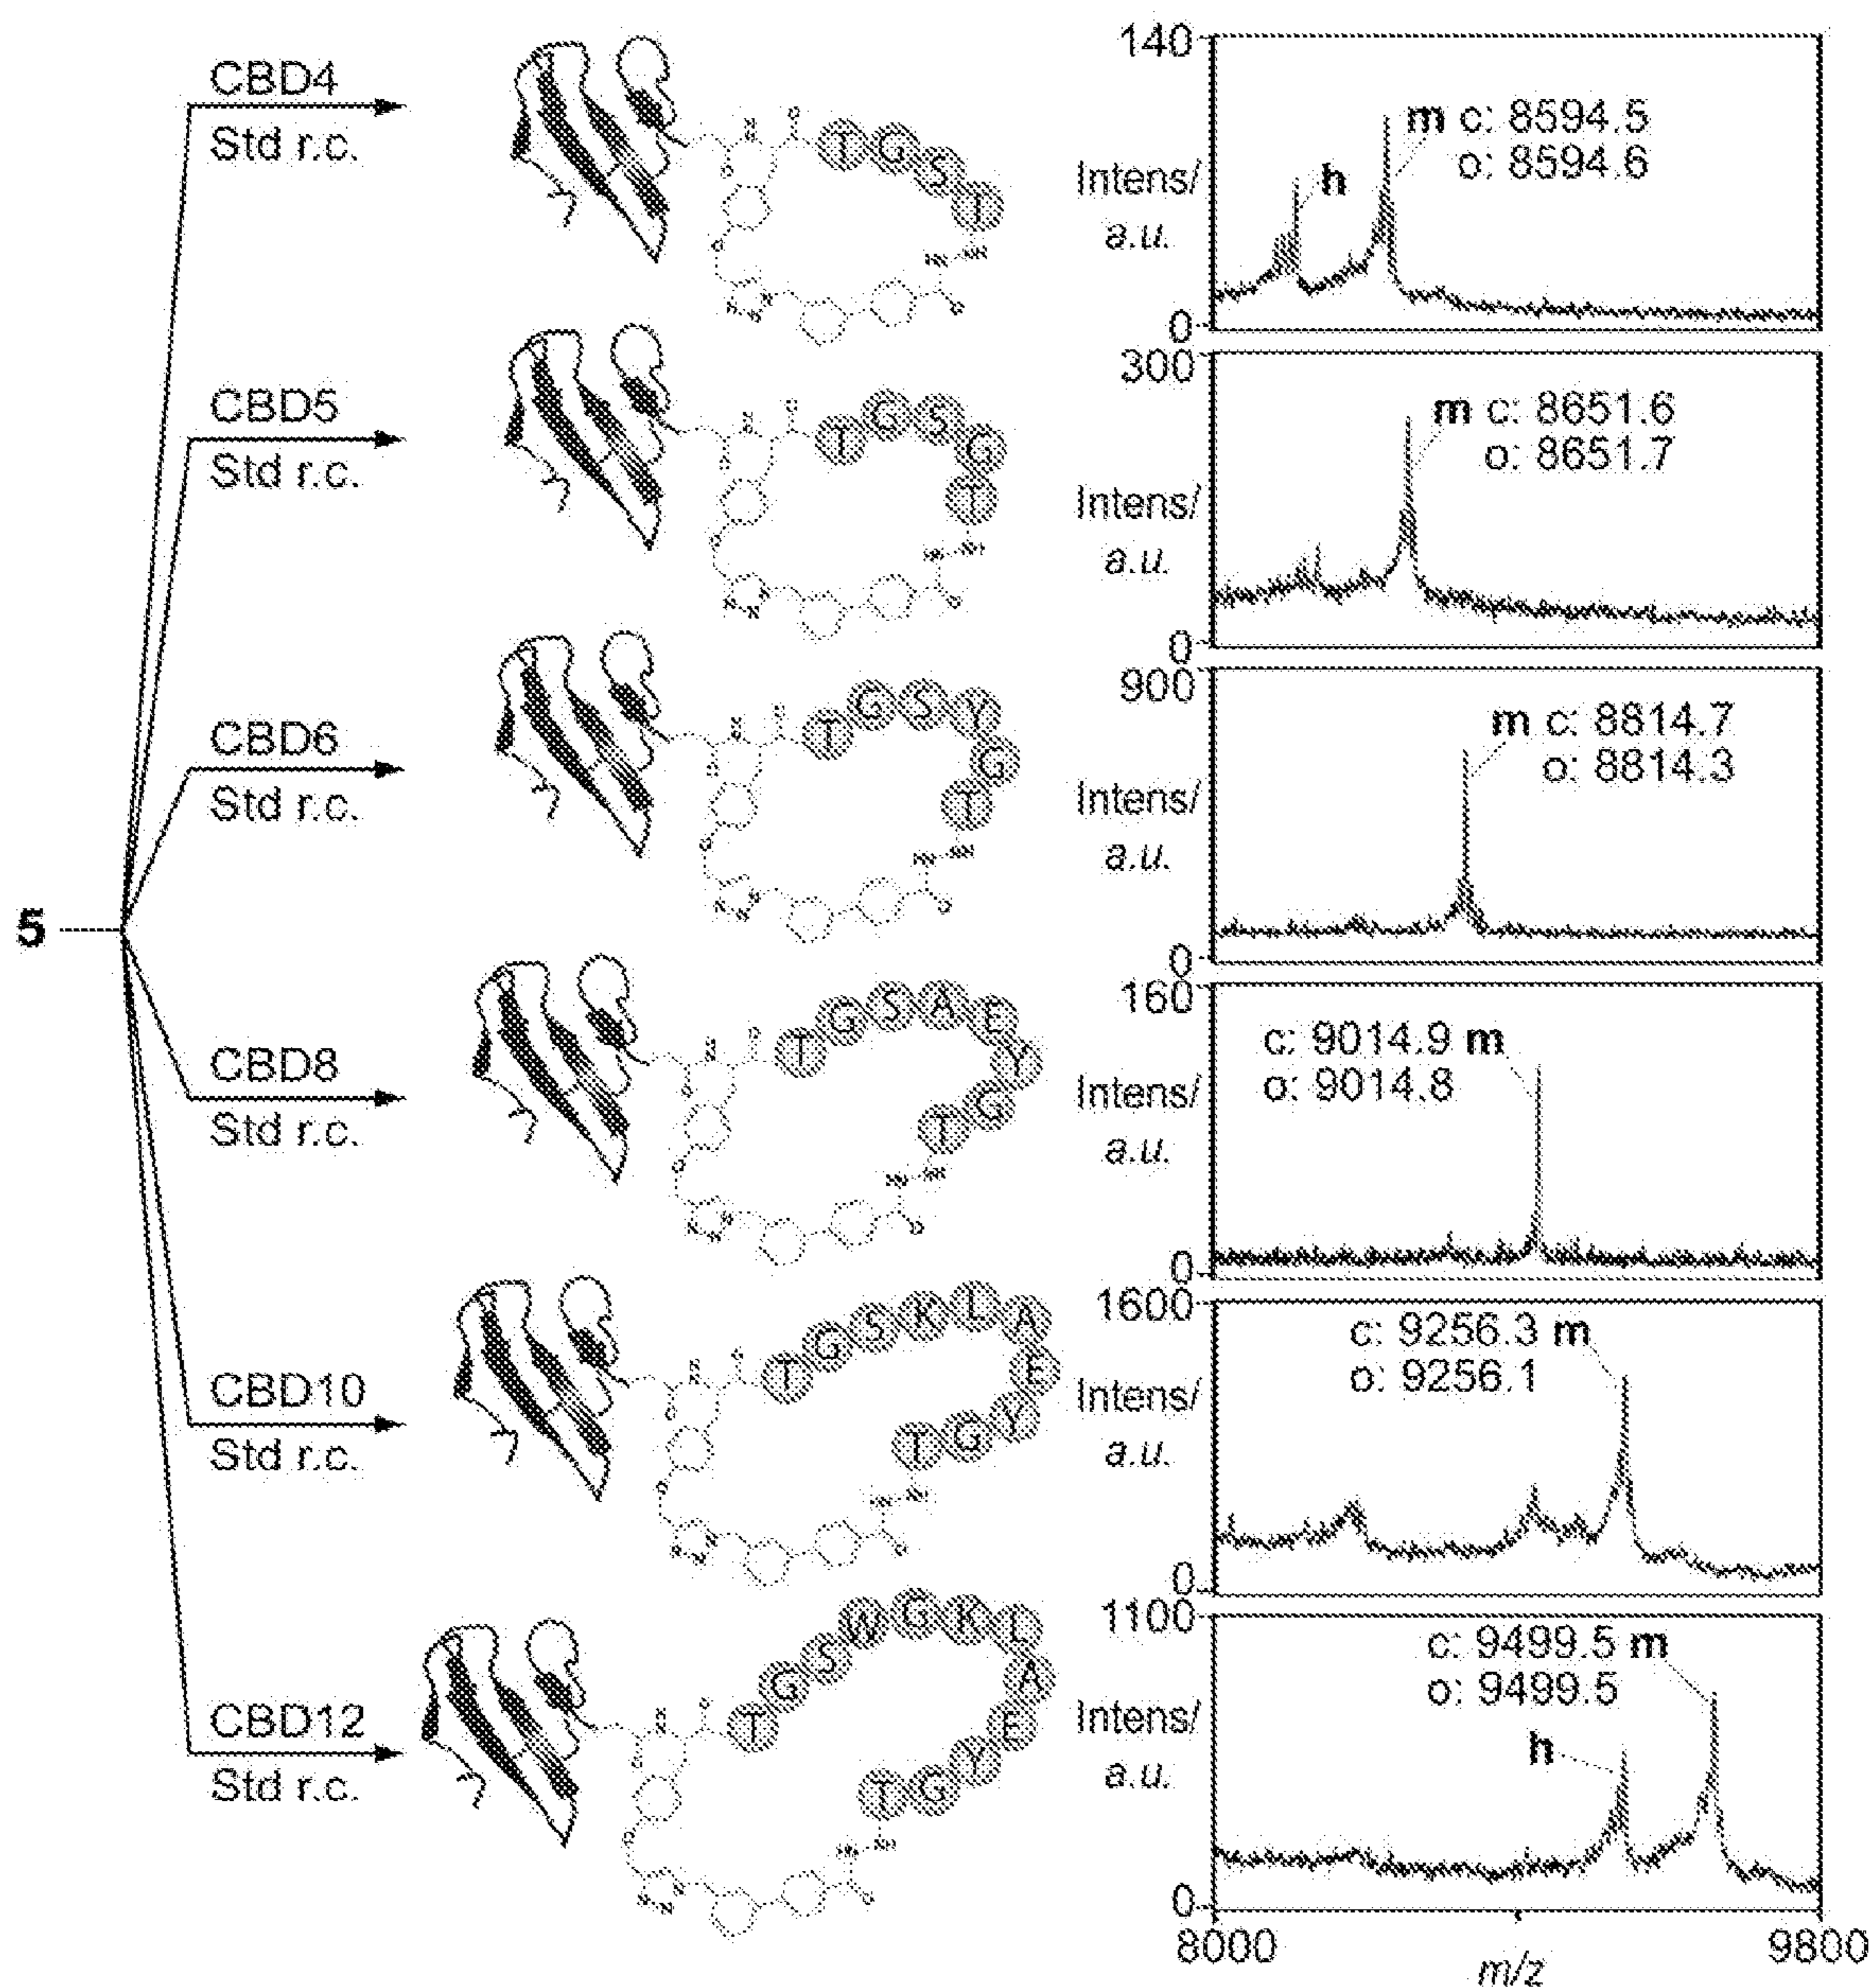 5
CBD4
Std r.c.
T G S T
140
Intens/
a.u.
0
h
m c: 8594.5
o: 8594.6
CBD5
Std r.c.
T G S G T
300
Intens/
a.u.
0
m c: 8651.6
o: 8651.7
CBD6
Std r.c.
T G S Y G T
900
Intens/
a.u.
0
m c: 8814.7
o: 8814.3
CBD8
Std r.c.
T G S A E Y G T
160
Intens/
a.u.
0
c: 9014.9 m
o: 9014.8
CBD10
Std r.c.
T G S K L A E Y G T
1600
Intens/
a.u.
0
c: 9256.3 m
o: 9256.1
CBD12
Std r.c.
T G S W G K L A E Y G T
1100
Intens/
a.u.
0
c: 9499.5 m
o: 9499.5
h
8000
9800
m/z